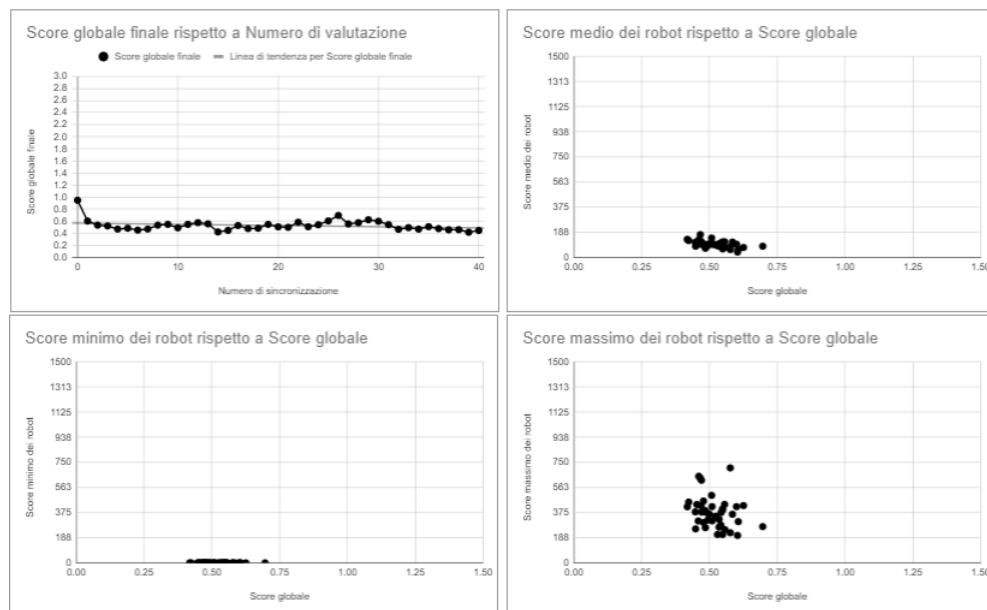 Score globale finale rispetto a Numero di valutazione
Score globale finale
Linea di tendenza per Score globale finale
Score globale finale
3.0
2.8
2.6
2.4
2.2
2.0
1.8
1.6
1.4
1.2
1.0
0.8
0.6
0.4
0.2
0.0
0 10 20 30 40
Numero di sincronizzazione
Score medio dei robot rispetto a Score globale
Score medio dei robot
1500
1313
1125
938
750
563
375
188
0
0.00 0.25 0.50 0.75 1.00 1.25 1.50
Score globale
Score minimo dei robot rispetto a Score globale
Score minimo dei robot
1500
1313
1125
938
750
563
375
188
0
0.00 0.25 0.50 0.75 1.00 1.25 1.50
Score globale
Score massimo dei robot rispetto a Score globale
Score massimo dei robot
1500
1313
1125
938
750
563
375
188
0
0.00 0.25 0.50 0.75 1.00 1.25 1.50
Score globale